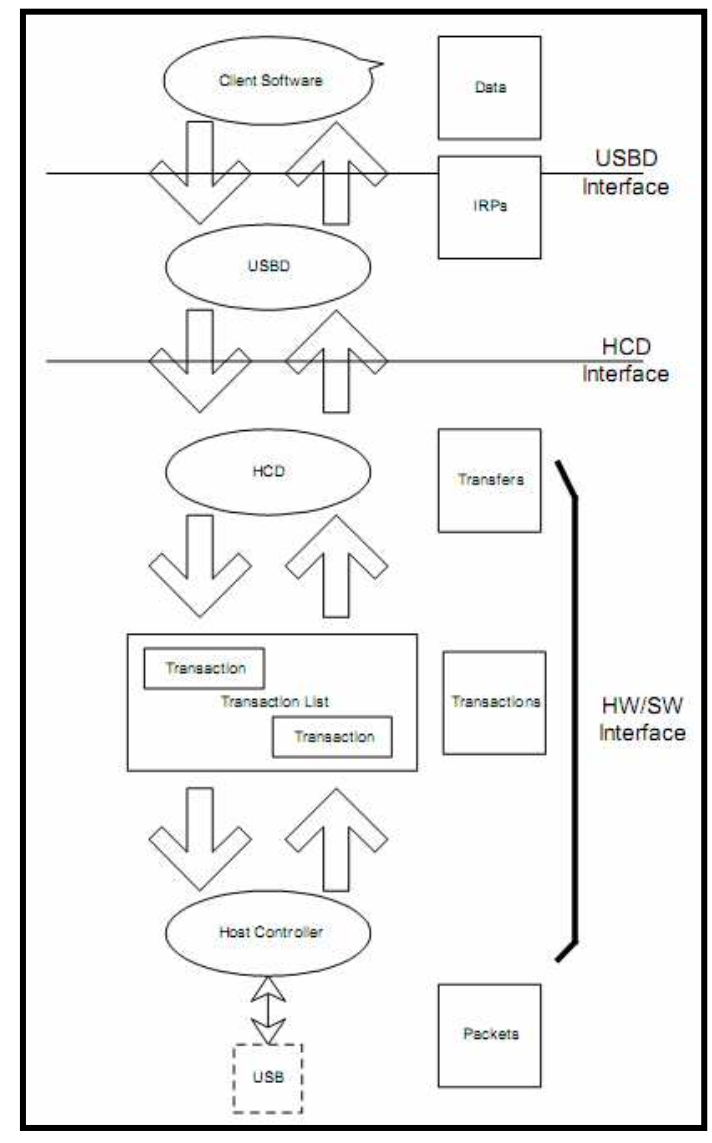 Client Software
Data
USBD
Interface
IRPs
USBD
HCD
Interface
HCD
Transfers
Transaction
Transaction List
Transaction
Transactions
HW/SW
Interface
Host Controller
Packets
USB